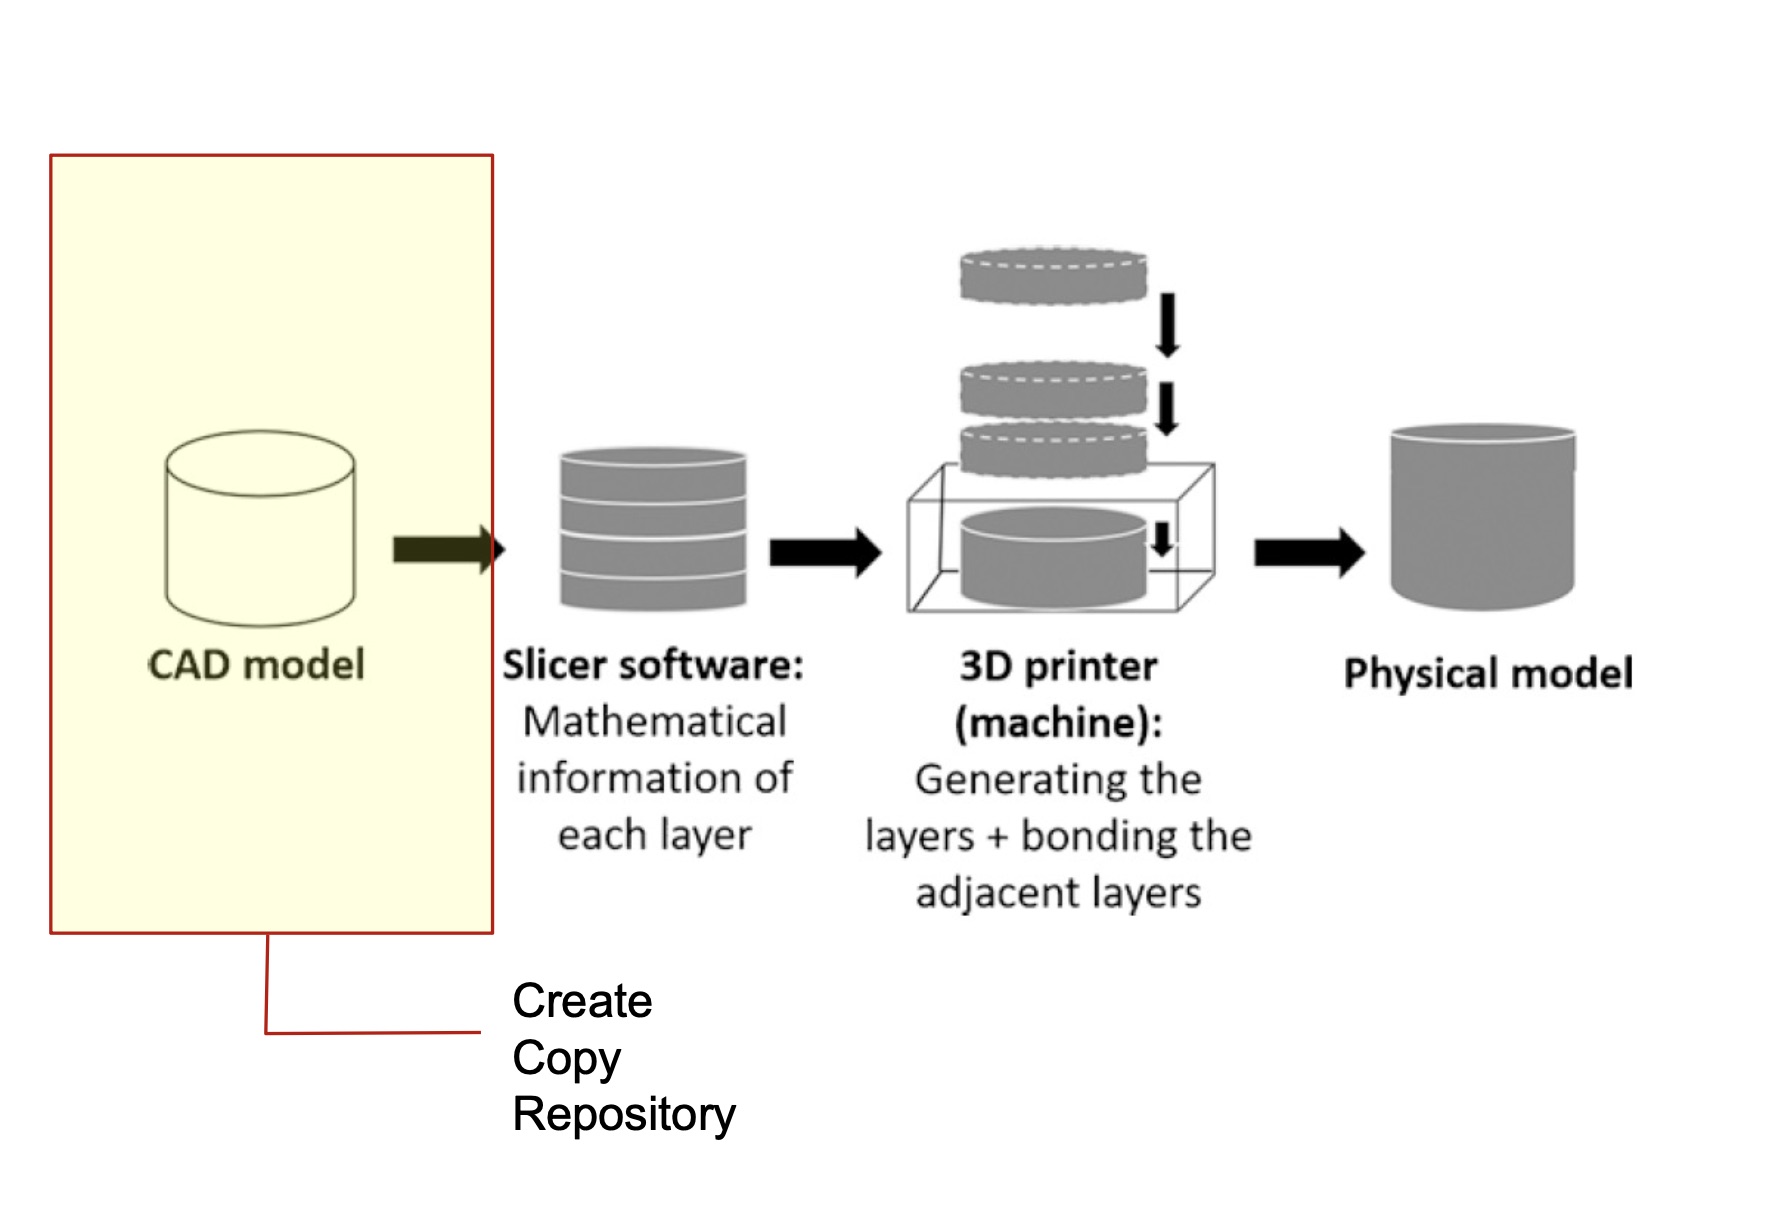 CAD model
Slicer software:
Mathematical
information of
each layer
3D printer
(machine):
Generating the
layers + bonding the
adjacent layers
Physical model
Create
Copy
Repository